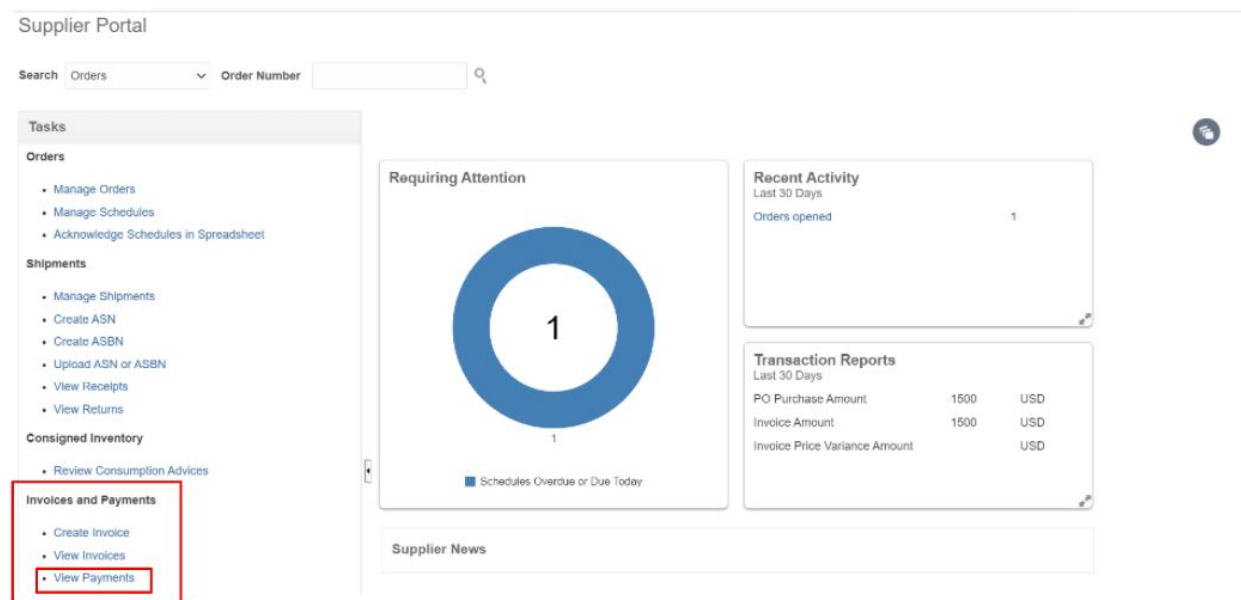 Supplier Portal
Search Orders Order Number
Tasks
Orders
Manage Orders
Manage Schedules
Acknowledge Schedules in Spreadsheet
Shipments
Manage Shipments
Create ASN
Create ASBN
Upload ASN or ASBN
View Receipts
View Returns
Consigned Inventory
Review Consumption Advices
Invoices and Payments
Create Invoice
View Invoices
View Payments
Requiring Attention
1
1
Schedules Overdue or Due Today
Recent Activity
Last 30 Days
Orders opened 1
Transaction Reports
Last 30 Days
PO Purchase Amount 1500 USD
Invoice Amount 1500 USD
Invoice Price Variance Amount USD
Supplier News